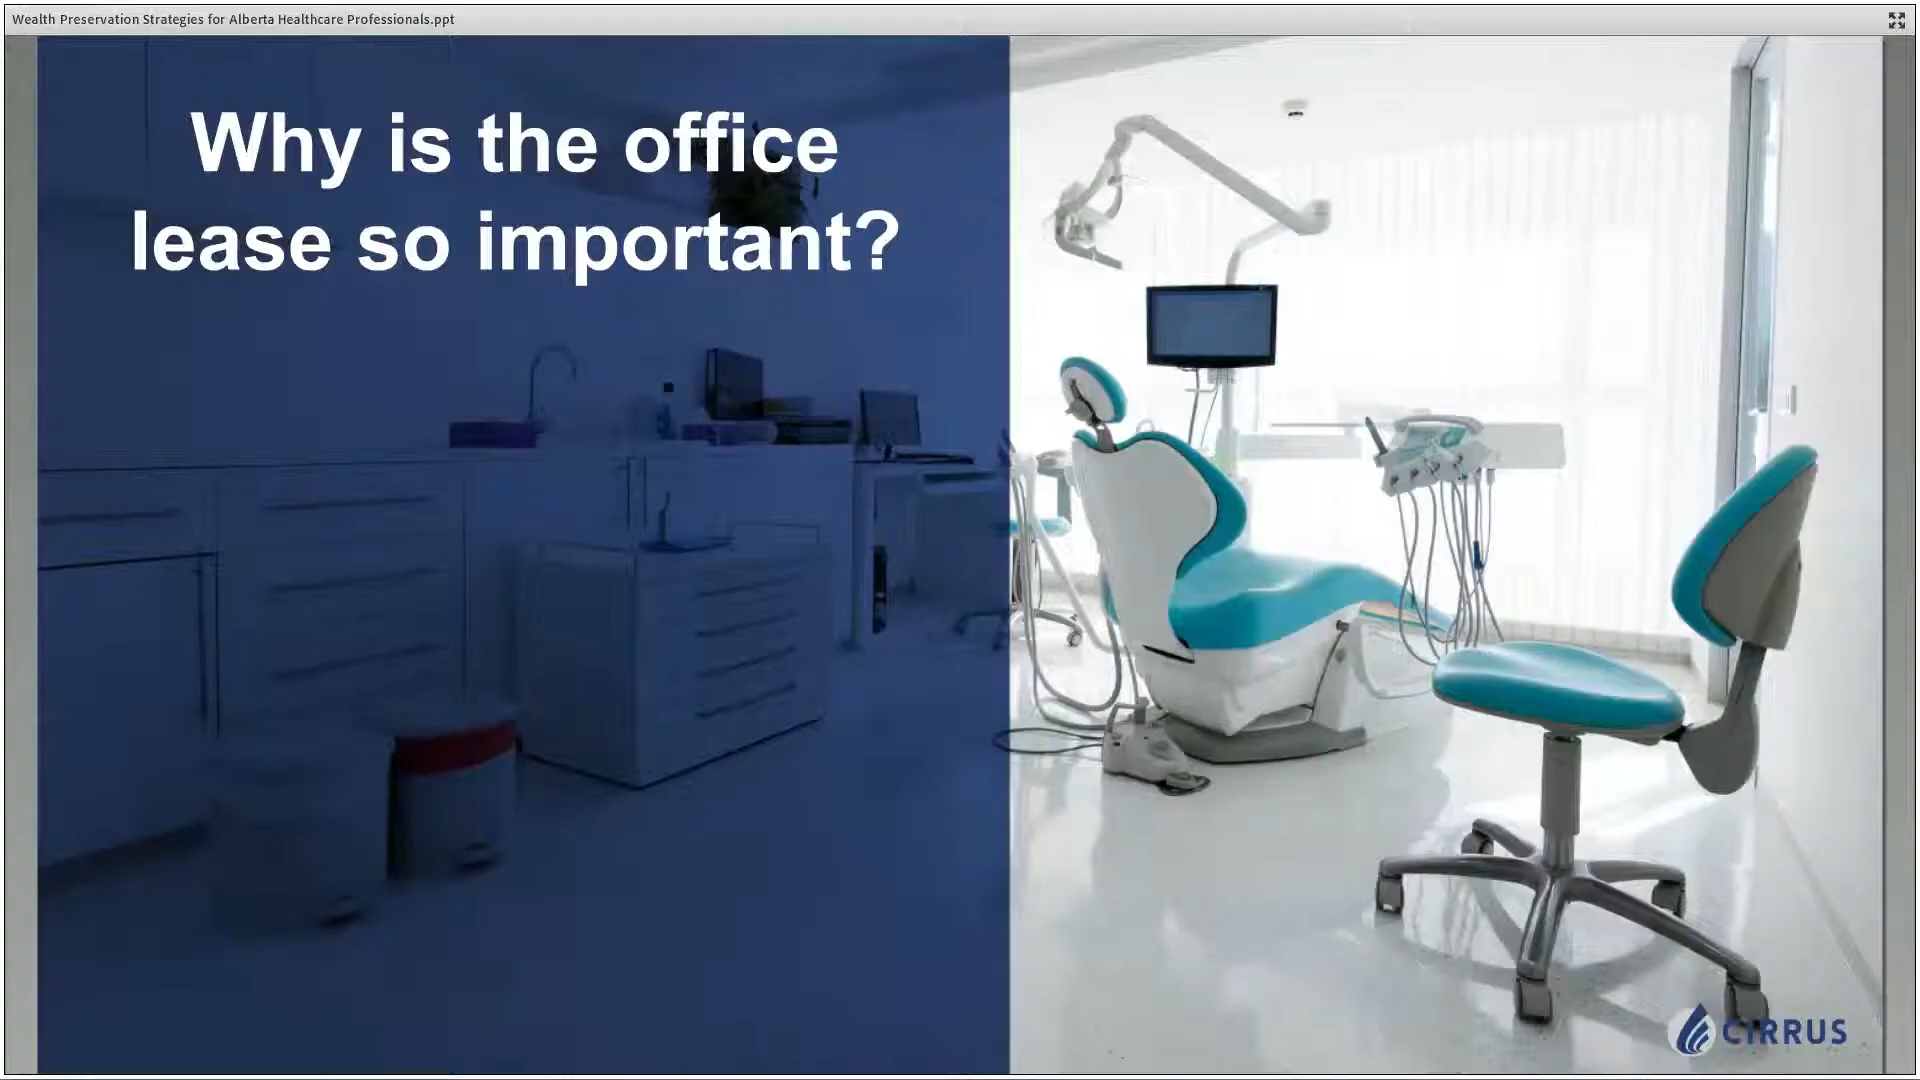 Wealth Preservation Strategies for Alberta Healthcare Professionals.ppt
Why is the office
lease so important?
CIRRUS